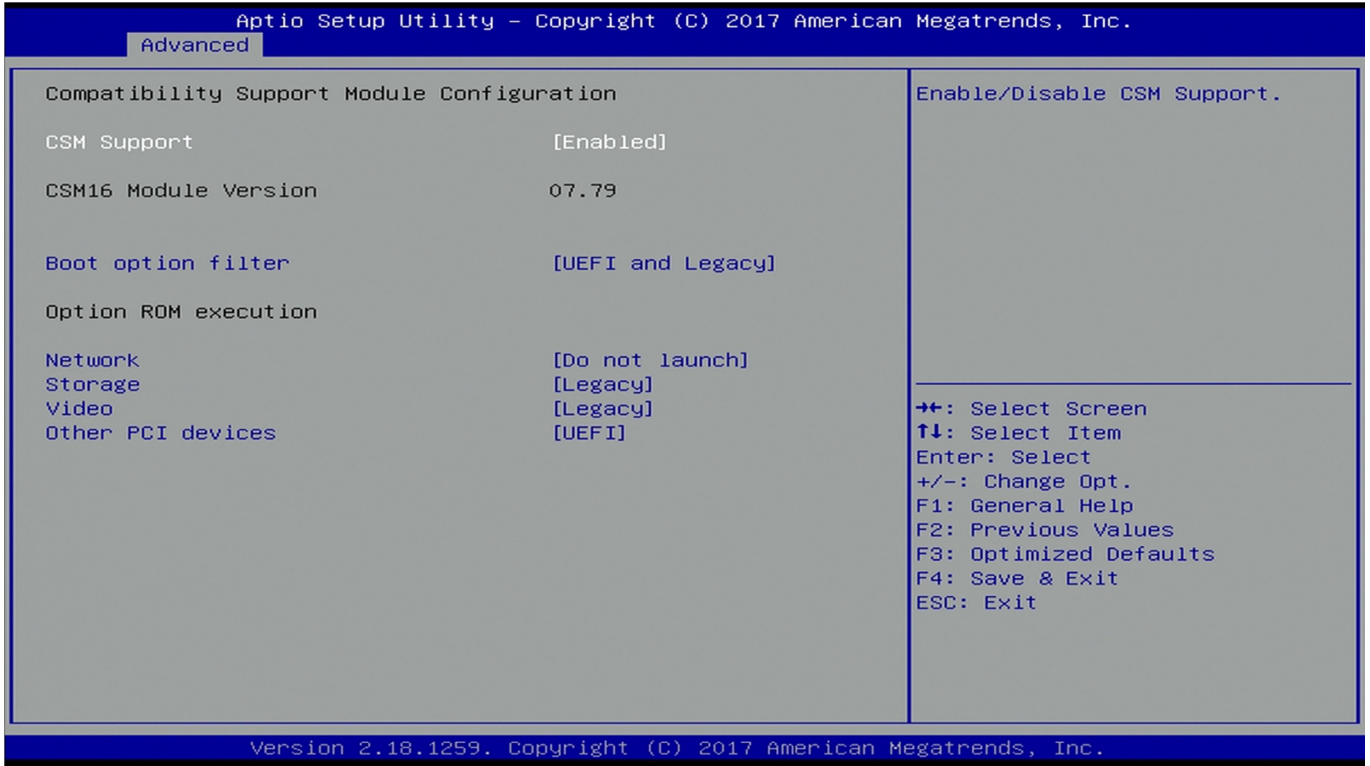 Aptio Setup Utility – Copyright (C) 2017 American Megatrends, Inc.
Advanced
Compatibility Support Module Configuration
CSM Support [Enabled]
CSM16 Module Version 07.79
Boot option filter [UEFI and Legacy]
Option ROM execution
Network [Do not launch]
Storage [Legacy]
Video [Legacy]
Other PCI devices [UEFI]
Enable/Disable CSM Support.
→←: Select Screen
↑↓: Select Item
Enter: Select
+/-: Change Opt.
F1: General Help
F2: Previous Values
F3: Optimized Defaults
F4: Save & Exit
ESC: Exit
Version 2.18.1259. Copyright (C) 2017 American Megatrends, Inc.